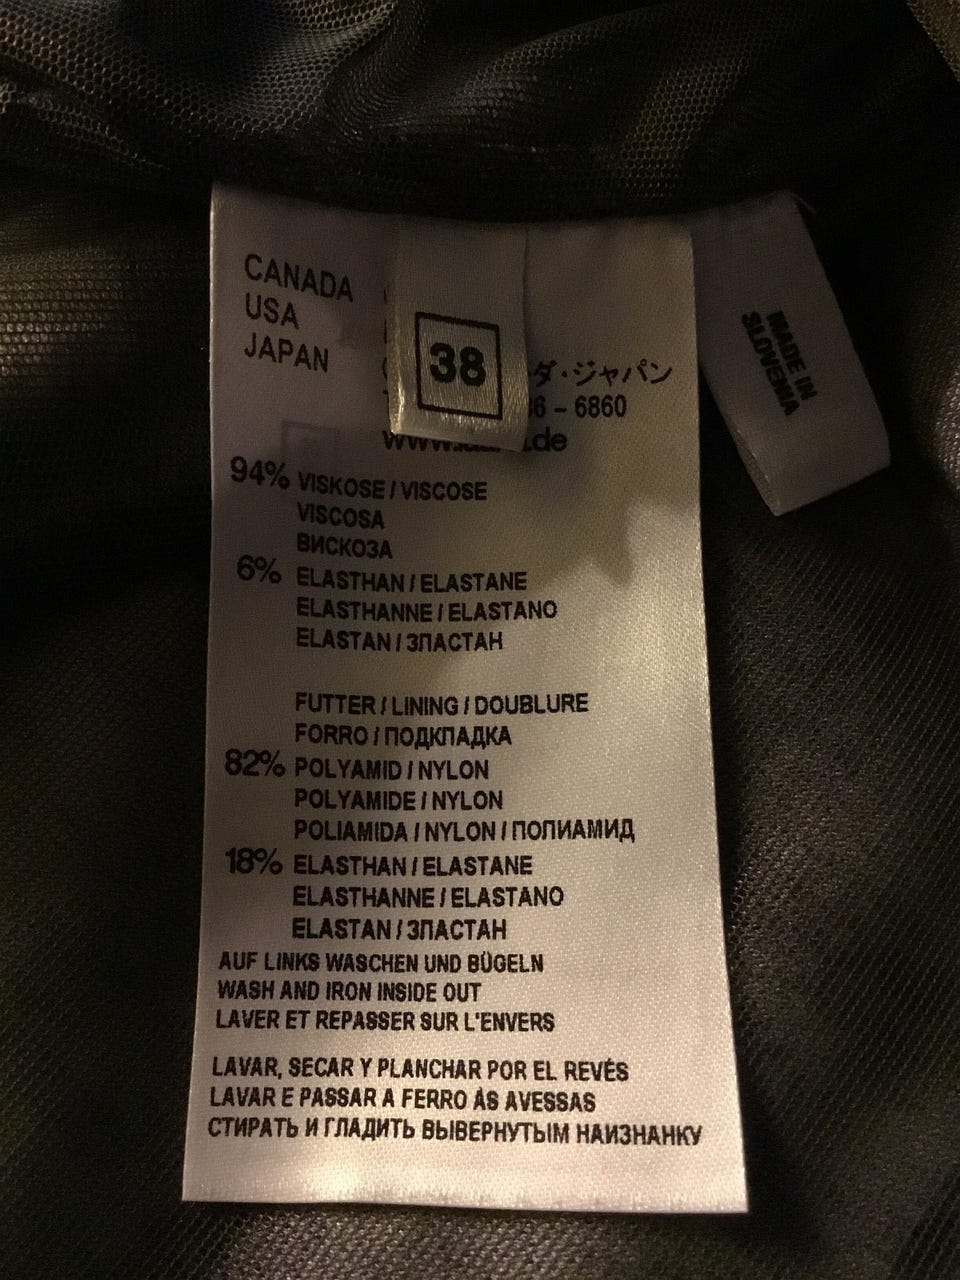 CANADA
USA
JAPAN
38
ダ・ジャパン
6 – 6860
.de
MADE IN
SLOVENIA
94% VISKOSE / VISCOSE
VISCOSA
ВИСКОЗА
6% ELASTHAN / ELASTANE
ELASTHANNE / ELASTANO
ELASTAN / ЗЛАСТАН
FUTTER / LINING / DOUBLURE
FORRO / ПОДКЛАДКА
82% POLYAMID / NYLON
POLYAMIDE / NYLON
POLIAMIDA / NYLON / ПОЛИАМИД
18% ELASTHAN / ELASTANE
ELASTHANNE / ELASTANO
ELASTAN / ЗЛАСТАН
AUF LINKS WASCHEN UND BÜGELN
WASH AND IRON INSIDE OUT
LAVER ET REPASSER SUR L'ENVERS
LAVAR, SECAR Y PLANCHAR POR EL REVÉS
LAVAR E PASSAR A FERRO ÀS AVESSAS
СТИРАТЬ И ГЛАДИТЬ ВЫВЕРНУТЫМ НАИЗНАНКУ